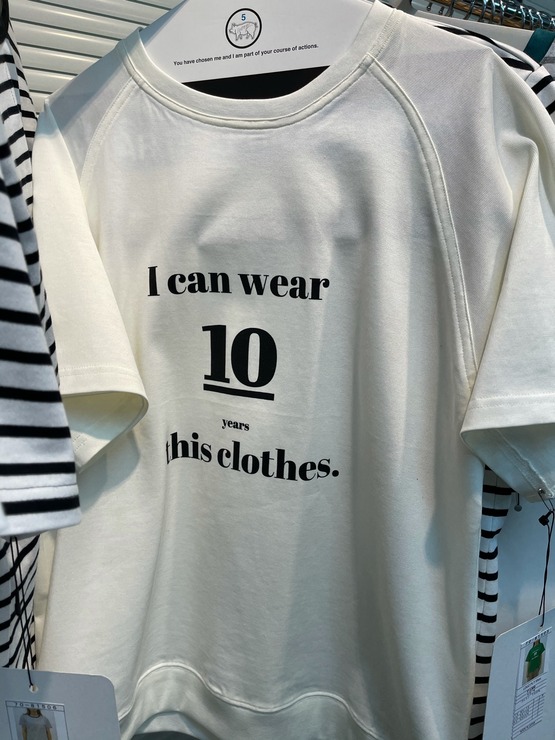 5
You have chosen me and I am part of your course of actions.
I can wear
10
years
this clothes.